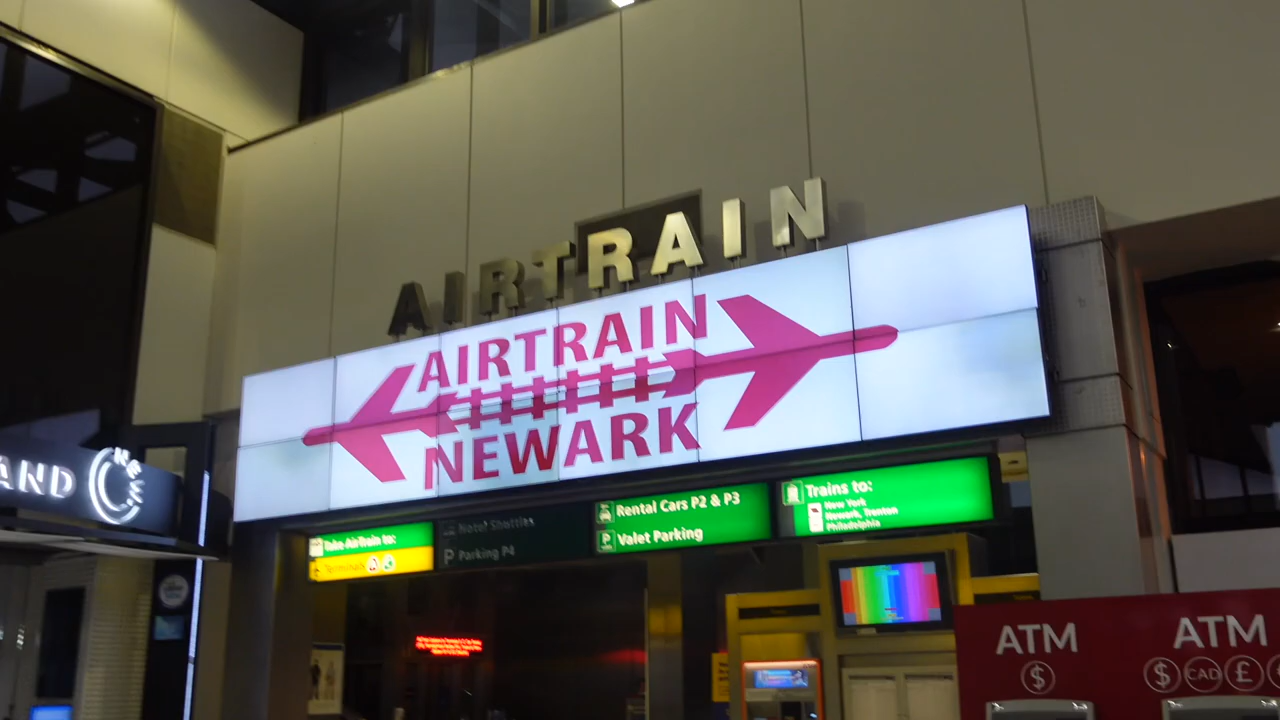 AIRTRAIN
AIRTRAIN
NEWARK
AND
Take AirTrain to:
Terminals A
Hotel Shuttles
P Parking P4
Rental Cars P2 & P3
P Valet Parking
Trains to:
New York
Newark, Trenton
Philadelphia
ATM
$
ATM
$ CAD £